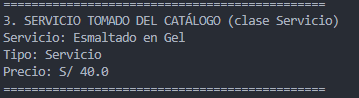 ==============================================
3. SERVICIO TOMADO DEL CATÁLOGO (clase Servicio)
Servicio: Esmaltado en Gel
Tipo: Servicio
Precio: S/ 40.0
==============================================